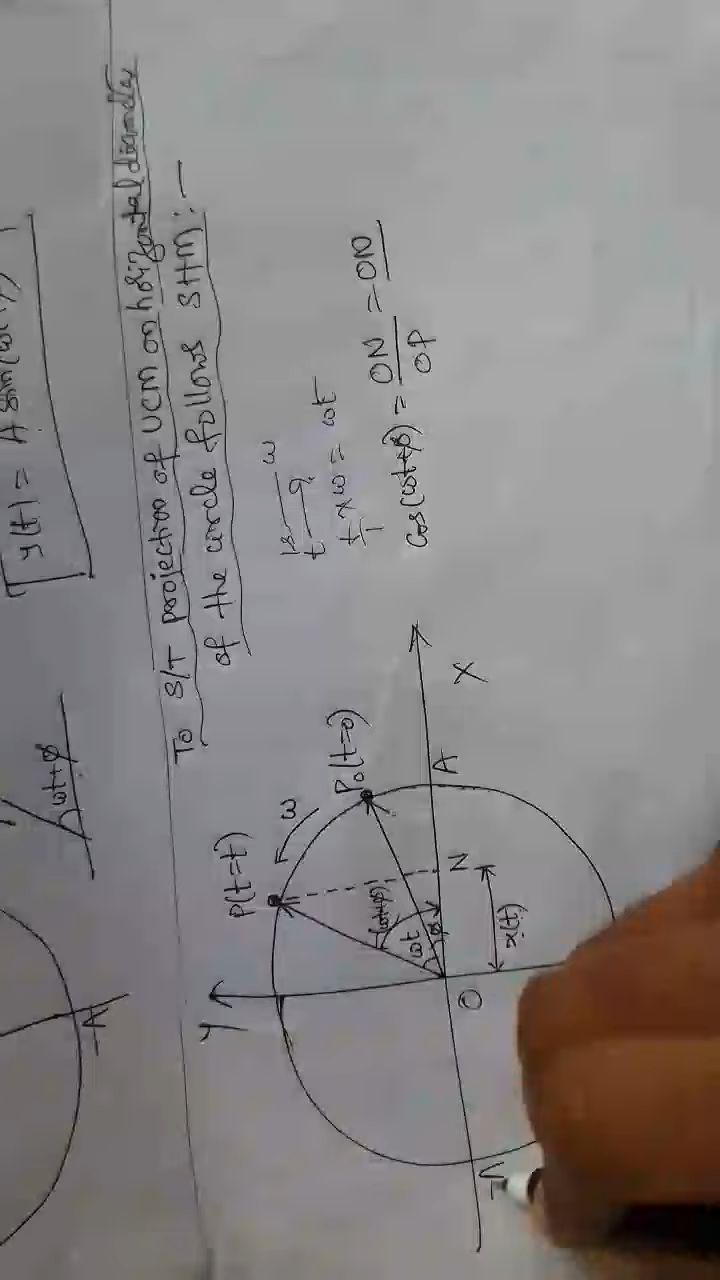 y(t) = A sin(ωt+
ωt+φ
-A
To S/T projection of UCM on horizontal diameter
of the circle follows SHM:-
1s — ω
t — ?
t/1 × ω = ωt
Cos(ωt+φ) = ON/OP = ON
y
P(t=t)
ω
P₀(t=0)
(ωt+φ)
ωt
φ
-A
O
N
A
X
x(t)